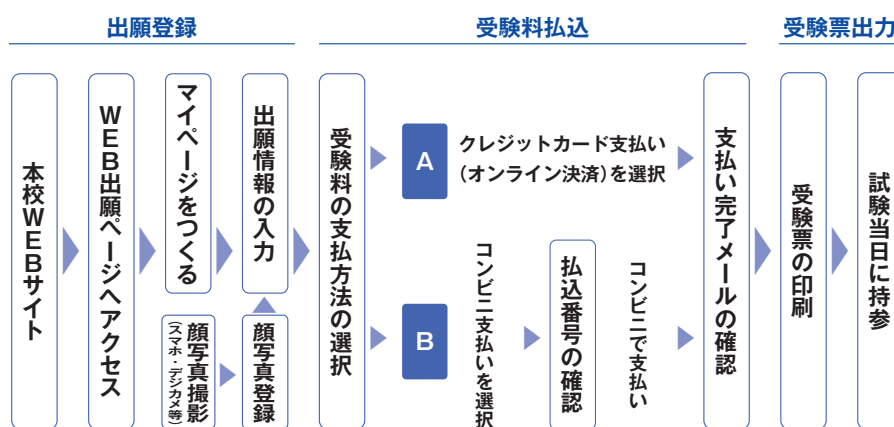 出願登録
受験料払込
受験票出力
本校WEBサイト
WEB出願ページへアクセス
マイページをつくる
顔写真撮影
(スマホ・デジカメ等)
顔写真登録
出願情報の入力
受験料の支払方法の選択
A
クレジットカード支払い
(オンライン決済)を選択
B
コンビニ支払いを選択
払込番号の確認
コンビニで支払い
支払い完了メールの確認
受験票の印刷
試験当日に持参